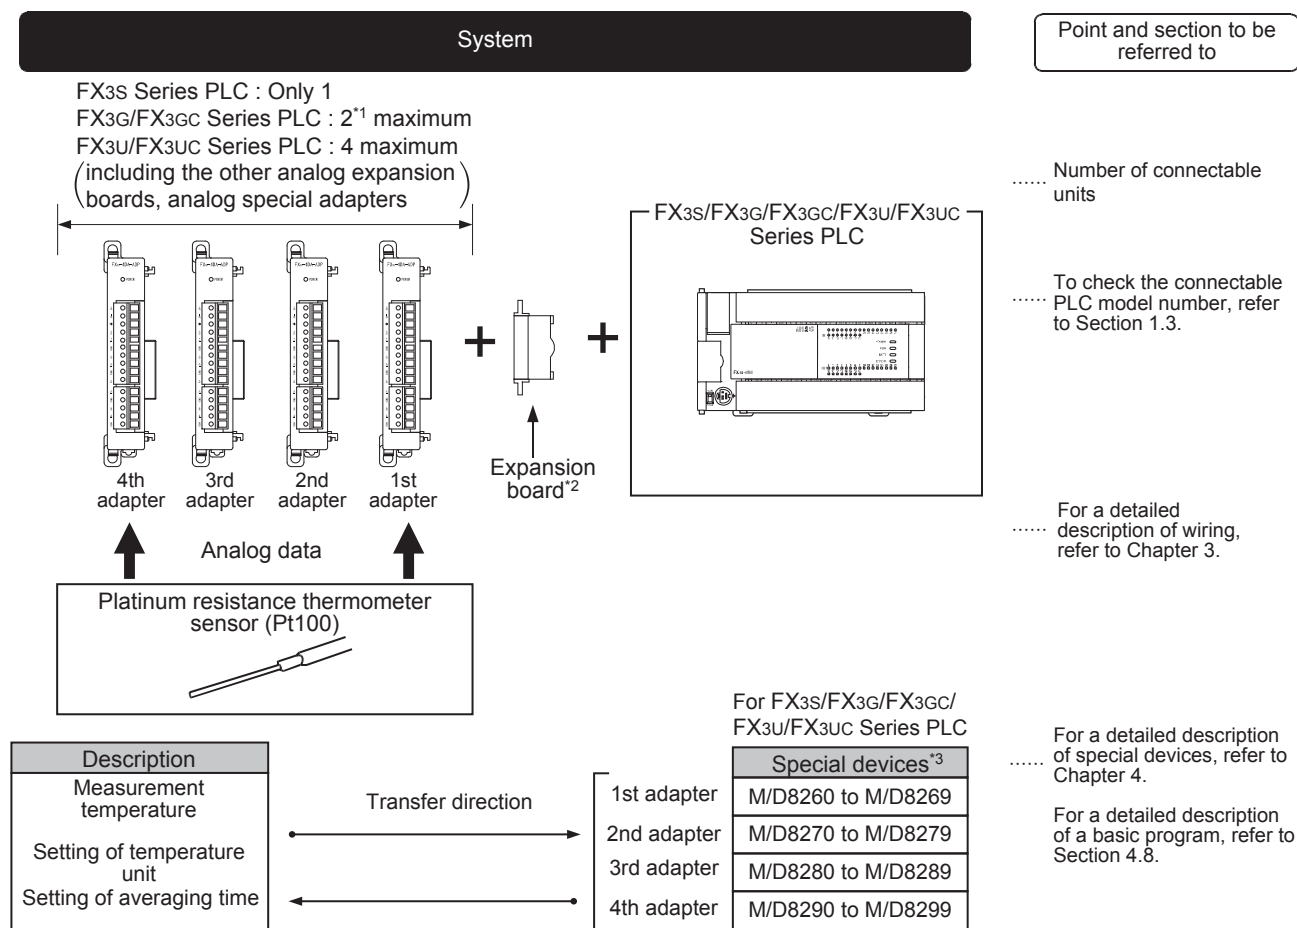 System
Point and section to be
referred to
FX3S Series PLC : Only 1
FX3G/FX3GC Series PLC : 2*1 maximum
FX3U/FX3UC Series PLC : 4 maximum
(including the other analog expansion
boards, analog special adapters)
...... Number of connectable
units
FX3S/FX3G/FX3GC/FX3U/FX3UC
Series PLC
...... To check the connectable
PLC model number, refer
to Section 1.3.
POWER
POWER
POWER
POWER
+
+
4th
adapter
3rd
adapter
2nd
adapter
1st
adapter
Expansion
board*2
...... For a detailed
description of wiring,
refer to Chapter 3.
Analog data
Platinum resistance thermometer
sensor (Pt100)
For FX3S/FX3G/FX3GC/
FX3U/FX3UC Series PLC
...... For a detailed description
of special devices, refer to
Chapter 4.
For a detailed description
of a basic program, refer to
Section 4.8.
Description
Measurement
temperature
Setting of temperature
unit
Setting of averaging time
Transfer direction
Special devices*3
1st adapter M/D8260 to M/D8269
2nd adapter M/D8270 to M/D8279
3rd adapter M/D8280 to M/D8289
4th adapter M/D8290 to M/D8299